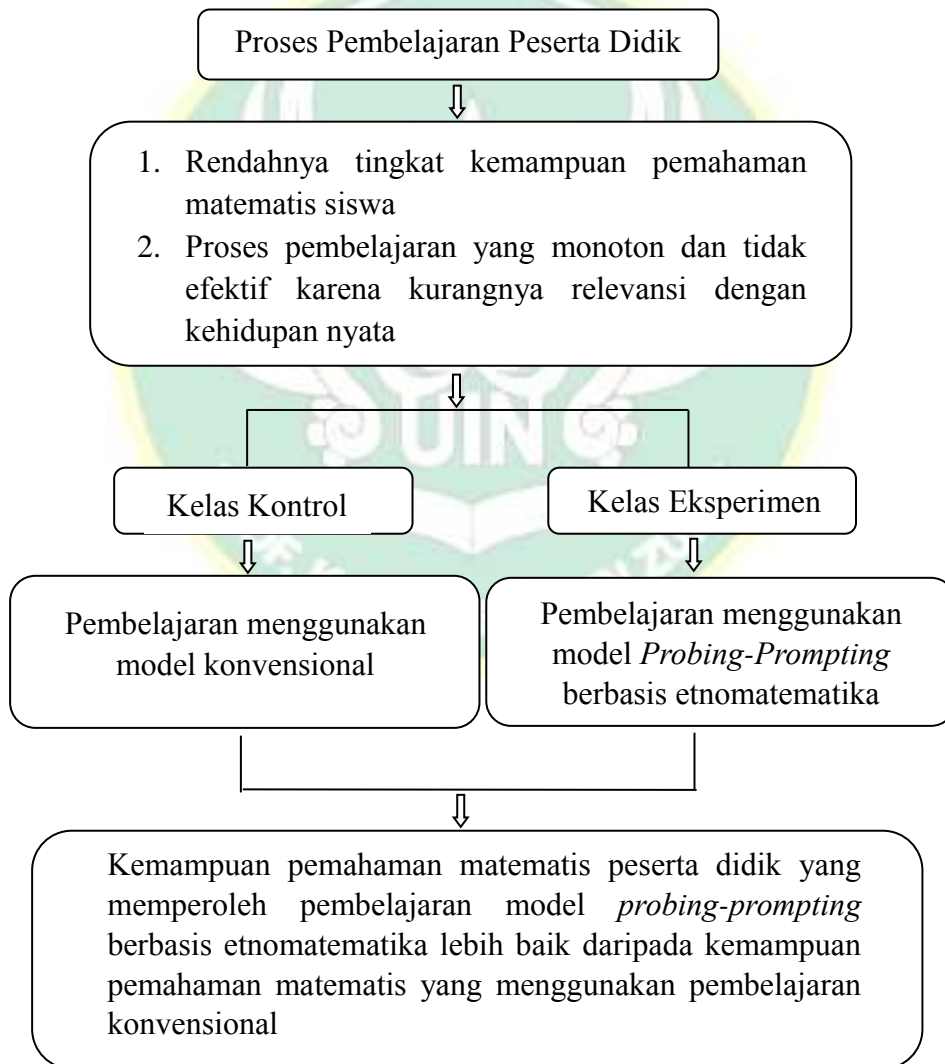 Proses Pembelajaran Peserta Didik
1. Rendahnya tingkat kemampuan pemahaman
matematis siswa
2. Proses pembelajaran yang monoton dan tidak
efektif karena kurangnya relevansi dengan
kehidupan nyata
UIN
Kelas Kontrol
Kelas Eksperimen
Pembelajaran menggunakan
model konvensional
Pembelajaran menggunakan
model Probing-Prompting
berbasis etnomatematika
Kemampuan pemahaman matematis peserta didik yang
memperoleh pembelajaran model probing-prompting
berbasis etnomatematika lebih baik daripada kemampuan
pemahaman matematis yang menggunakan pembelajaran
konvensional